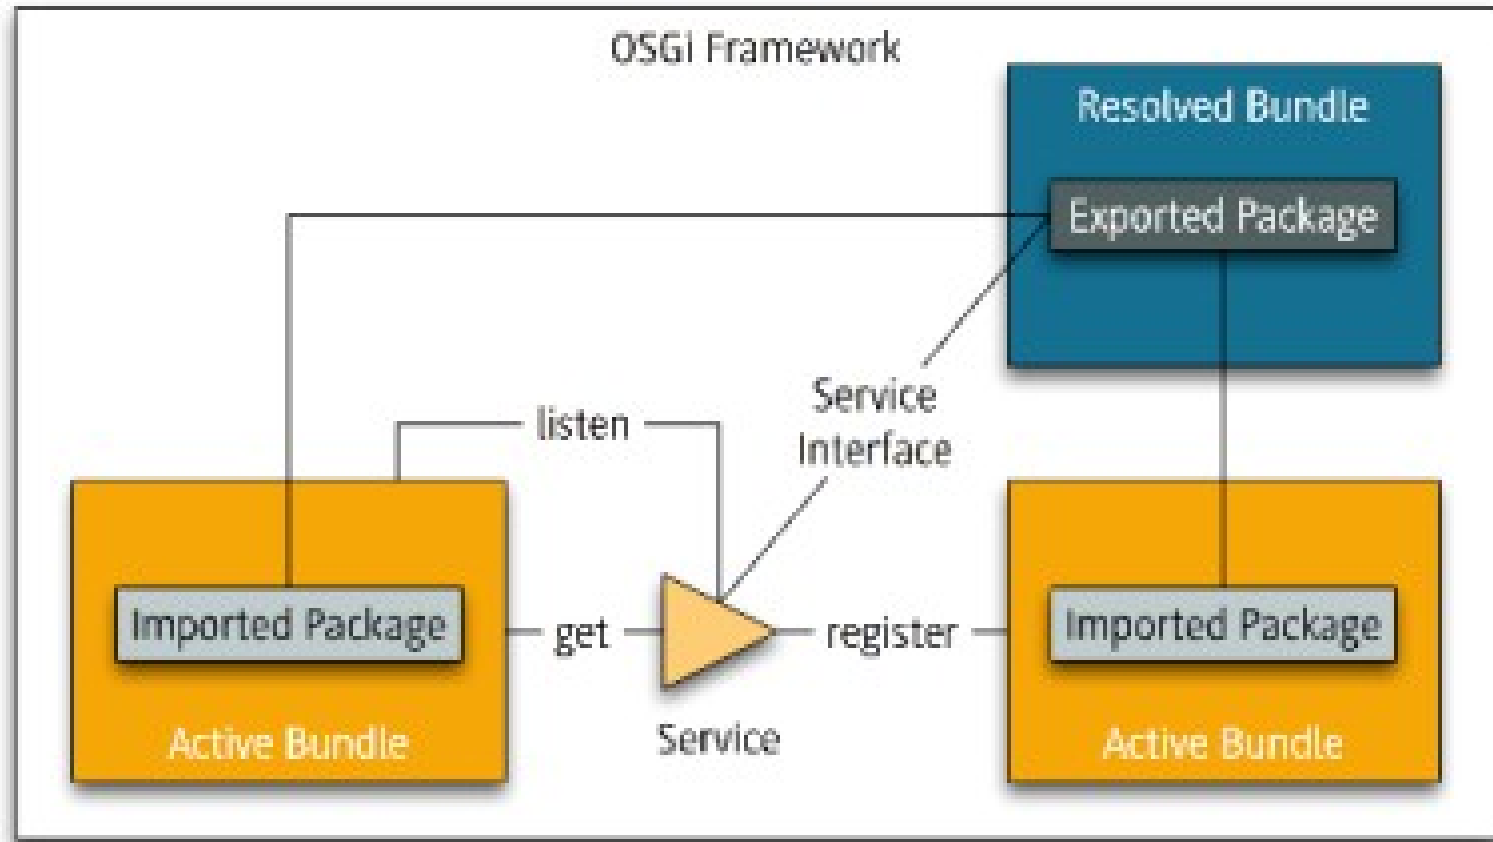 OSGi Framework
Resolved Bundle
Exported Package
Service
Interface
listen
Imported Package
get
register
Imported Package
Active Bundle
Service
Active Bundle